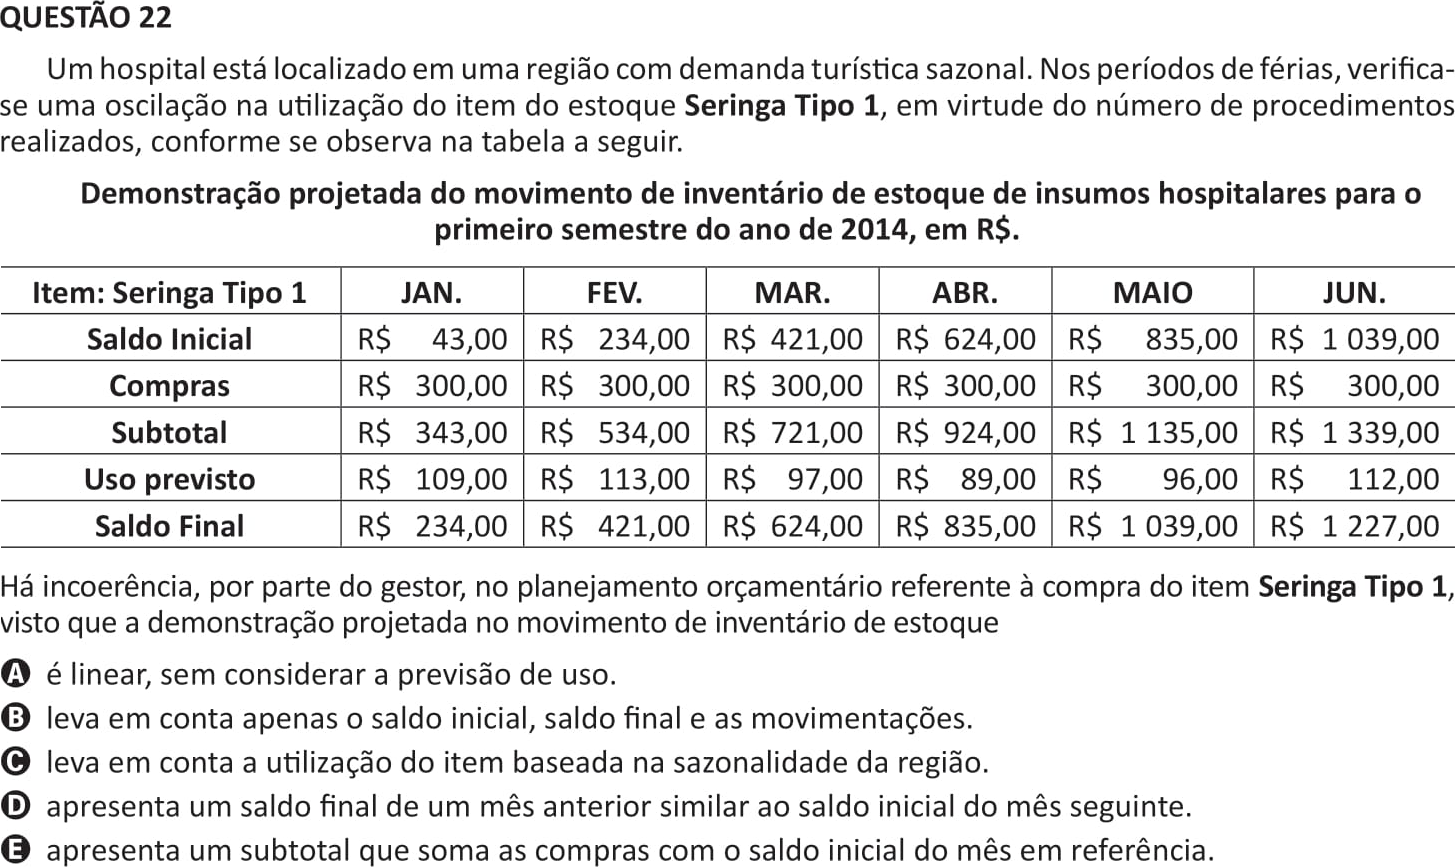 QUESTÃO 22
Um hospital está localizado em uma região com demanda turística sazonal. Nos períodos de férias, verifica-
se uma oscilação na utilização do item do estoque Seringa Tipo 1, em virtude do número de procedimentos
realizados, conforme se observa na tabela a seguir.
Demonstração projetada do movimento de inventário de estoque de insumos hospitalares para o
primeiro semestre do ano de 2014, em R$.
Item: Seringa Tipo 1 JAN. FEV. MAR. ABR. MAIO JUN.
Saldo Inicial R$ 43,00 R$ 234,00 R$ 421,00 R$ 624,00 R$ 835,00 R$ 1 039,00
Compras R$ 300,00 R$ 300,00 R$ 300,00 R$ 300,00 R$ 300,00 R$ 300,00
Subtotal R$ 343,00 R$ 534,00 R$ 721,00 R$ 924,00 R$ 1 135,00 R$ 1 339,00
Uso previsto R$ 109,00 R$ 113,00 R$ 97,00 R$ 89,00 R$ 96,00 R$ 112,00
Saldo Final R$ 234,00 R$ 421,00 R$ 624,00 R$ 835,00 R$ 1 039,00 R$ 1 227,00
Há incoerência, por parte do gestor, no planejamento orçamentário referente à compra do item Seringa Tipo 1,
visto que a demonstração projetada no movimento de inventário de estoque
A é linear, sem considerar a previsão de uso.
B leva em conta apenas o saldo inicial, saldo final e as movimentações.
C leva em conta a utilização do item baseada na sazonalidade da região.
D apresenta um saldo final de um mês anterior similar ao saldo inicial do mês seguinte.
E apresenta um subtotal que soma as compras com o saldo inicial do mês em referência.